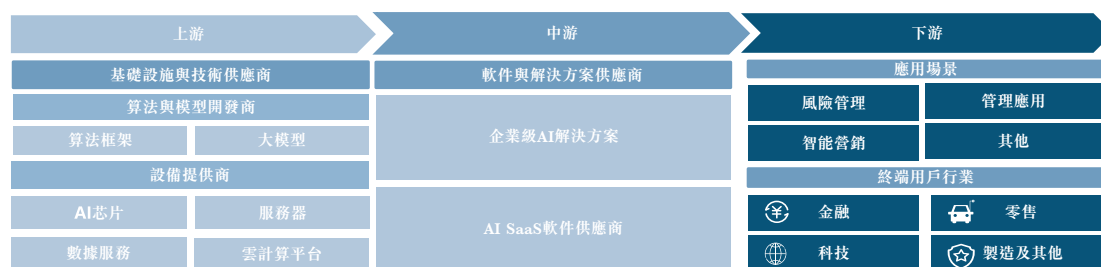 上游
中游
下游
基礎設施與技術供應商
軟件與解決方案供應商
應用場景
算法與模型開發商
企業級AI解決方案
風險管理
管理應用
算法框架
大模型
智能營銷
其他
設備提供商
終端用戶行業
AI芯片
服務器
AI SaaS軟件供應商
金融
零售
數據服務
雲計算平台
科技
製造及其他